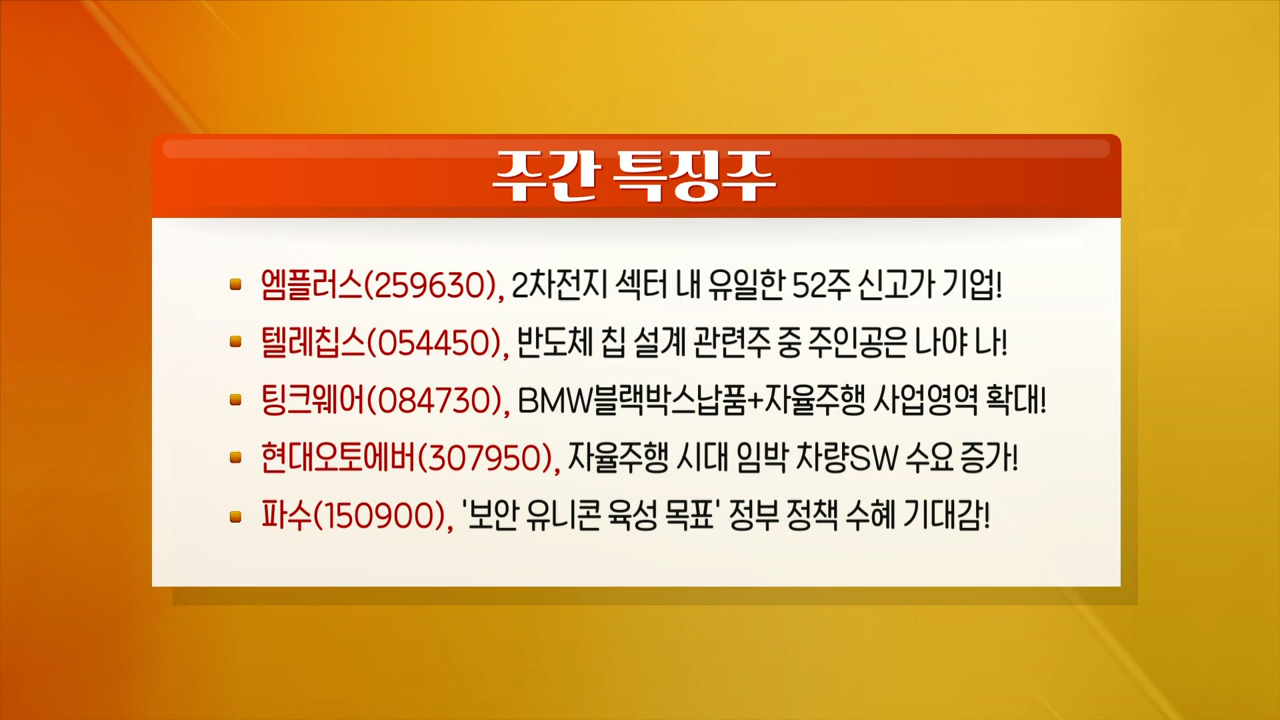 주간 특징주
엠플러스(259630), 2차전지 섹터 내 유일한 52주 신고가 기업!
텔레칩스(054450), 반도체 칩 설계 관련주 중 주인공은 나야 나!
팅크웨어(084730), BMW블랙박스납품+자율주행 사업영역 확대!
현대오토에버(307950), 자율주행 시대 임박 차량SW 수요 증가!
파수(150900), '보안 유니콘 육성 목표' 정부 정책 수혜 기대감!